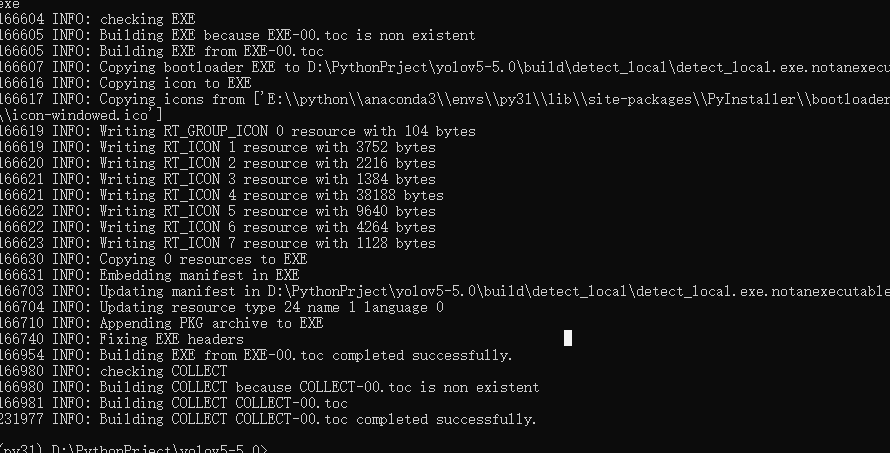 exe
166604 INFO: checking EXE
166605 INFO: Building EXE because EXE-00.toc is non existent
166605 INFO: Building EXE from EXE-00.toc
166607 INFO: Copying bootloader EXE to D:\PythonPrject\yolov5-5.0\build\detect_local\detect_local.exe.notanexecu
166616 INFO: Copying icon to EXE
166617 INFO: Copying icons from ['E:\\python\\anaconda3\\envs\\py31\\lib\\site-packages\\PyInstaller\\bootloader
\\icon-windowed.ico']
166619 INFO: Writing RT_GROUP_ICON 0 resource with 104 bytes
166619 INFO: Writing RT_ICON 1 resource with 3752 bytes
166620 INFO: Writing RT_ICON 2 resource with 2216 bytes
166621 INFO: Writing RT_ICON 3 resource with 1384 bytes
166621 INFO: Writing RT_ICON 4 resource with 38188 bytes
166622 INFO: Writing RT_ICON 5 resource with 9640 bytes
166622 INFO: Writing RT_ICON 6 resource with 4264 bytes
166623 INFO: Writing RT_ICON 7 resource with 1128 bytes
166630 INFO: Copying 0 resources to EXE
166631 INFO: Embedding manifest in EXE
166703 INFO: Updating manifest in D:\PythonPrject\yolov5-5.0\build\detect_local\detect_local.exe.notanexecutable
166704 INFO: Updating resource type 24 name 1 language 0
166710 INFO: Appending PKG archive to EXE
166740 INFO: Fixing EXE headers
166954 INFO: Building EXE from EXE-00.toc completed successfully.
166980 INFO: checking COLLECT
166980 INFO: Building COLLECT because COLLECT-00.toc is non existent
166981 INFO: Building COLLECT COLLECT-00.toc
231977 INFO: Building COLLECT COLLECT-00.toc completed successfully.
(py31) D:\PythonPrject\yolov5-5.0>